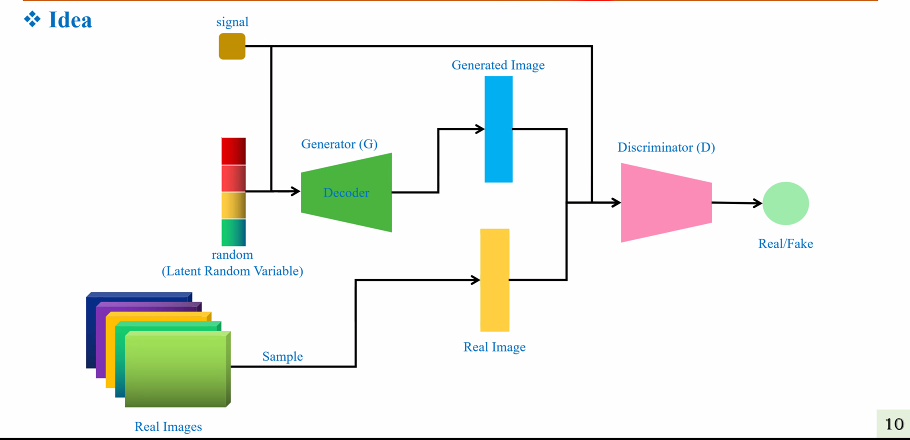 ❖ Idea
signal
Generated Image
Generator (G)
Discriminator (D)
Decoder
Real/Fake
random
(Latent Random Variable)
Sample
Real Image
Real Images
10